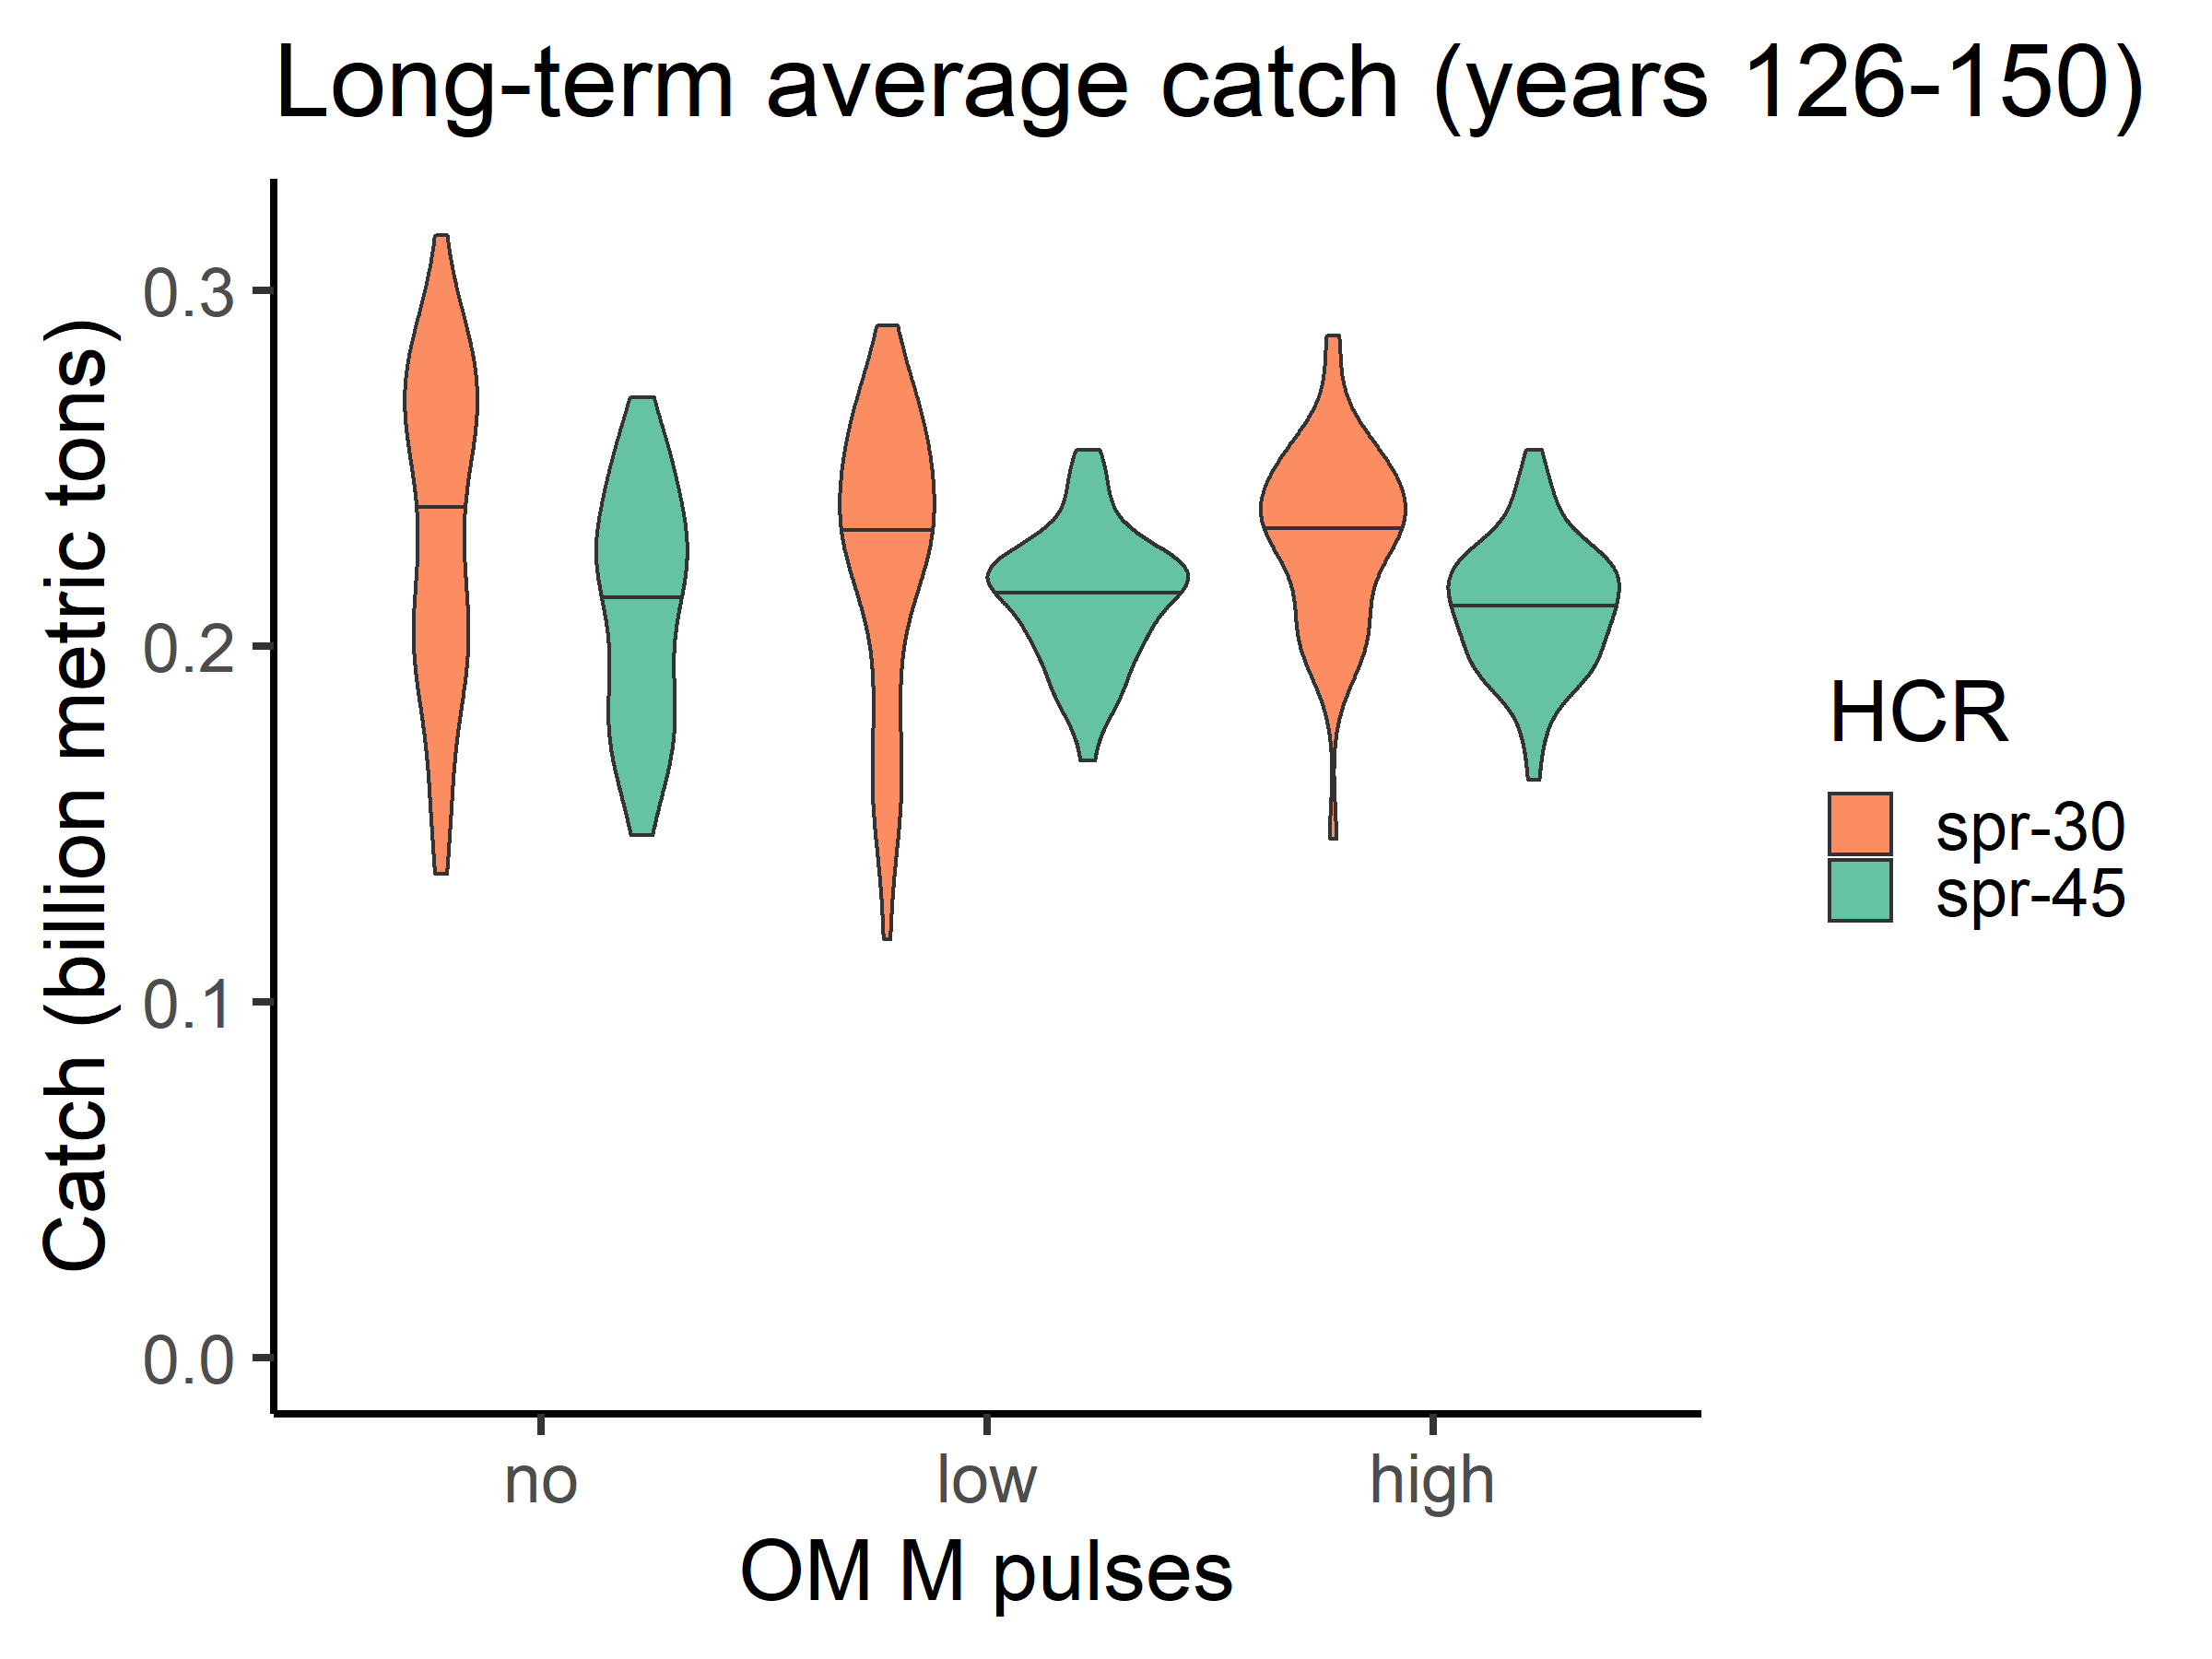 Long-term average catch (years 126-150)
Catch (billion metric tons)
0.3
0.2
0.1
0.0
no
low
high
OM M pulses
HCR
spr-30
spr-45